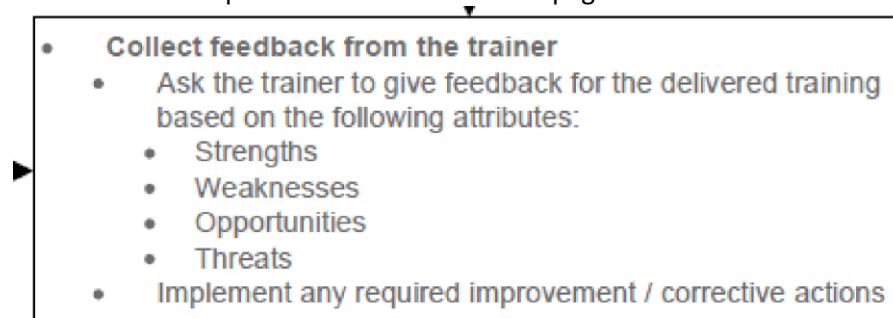 • Collect feedback from the trainer
• Ask the trainer to give feedback for the delivered training
based on the following attributes:
• Strengths
• Weaknesses
• Opportunities
• Threats
• Implement any required improvement / corrective actions